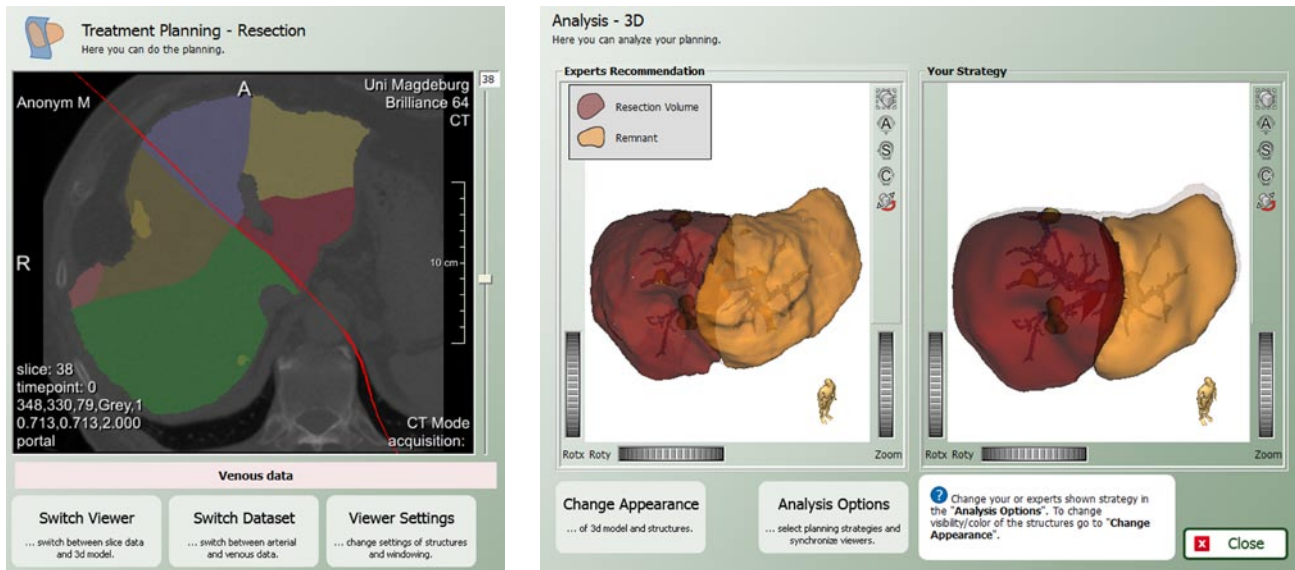 Treatment Planning - Resection
Here you can do the planning.
38
Anonym M
A
Uni Magdeburg
Brilliance 64
CT
R
10 cm
slice: 38
timepoint: 0
348,330,79,Grey,1
0.713,0.713,2.000
portal
CT Mode
acquisition:
Venous data
Switch Viewer
... switch between slice data
and 3d model.
Switch Dataset
... switch between arterial
and venous data.
Viewer Settings
... change settings of structures
and windowing.
Analysis - 3D
Here you can analyze your planning.
Experts Recommendation
Resection Volume
Remnant
A
S
C
Rotx Roty
Zoom
Your Strategy
A
S
C
Rotx Roty
Zoom
Change Appearance
... of 3d model and structures.
Analysis Options
... select planning strategies and
synchronize viewers.
? Change your or experts shown strategy in
the "Analysis Options". To change
visiblity/color of the structures go to "Change
Appearance".
x Close